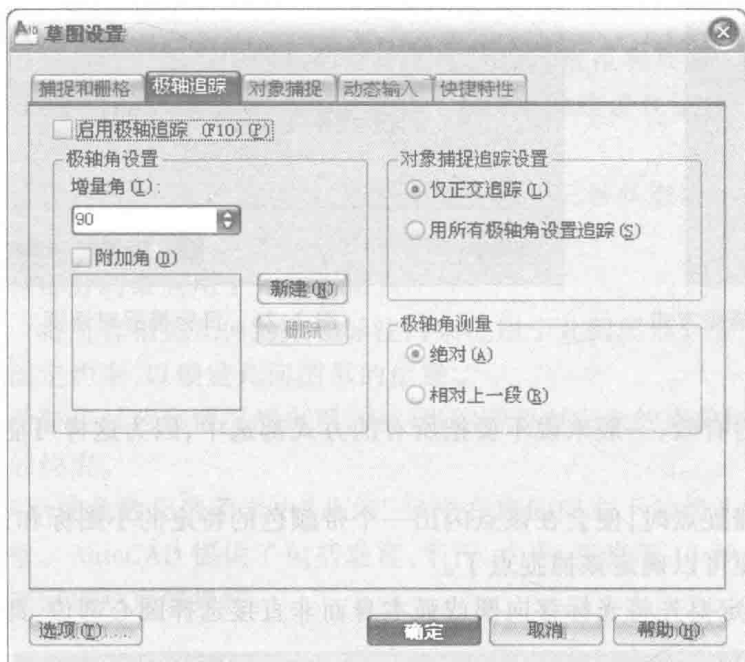 草图设置
捕捉和栅格 极轴追踪 对象捕捉 动态输入 快捷特性
启用极轴追踪 (F10)(P)
极轴角设置
增量角(I):
90
附加角(D)
新建(N)
删除
对象捕捉追踪设置
仅正交追踪(L)
用所有极轴角设置追踪(S)
极轴角测量
绝对(A)
相对上一段(R)
选项(T)...
确定 取消 帮助(H)